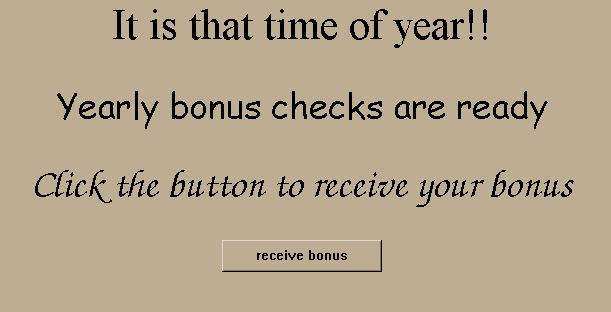 It is that time of year!!
Yearly bonus checks are ready
Click the button to receive your bonus
receive bonus